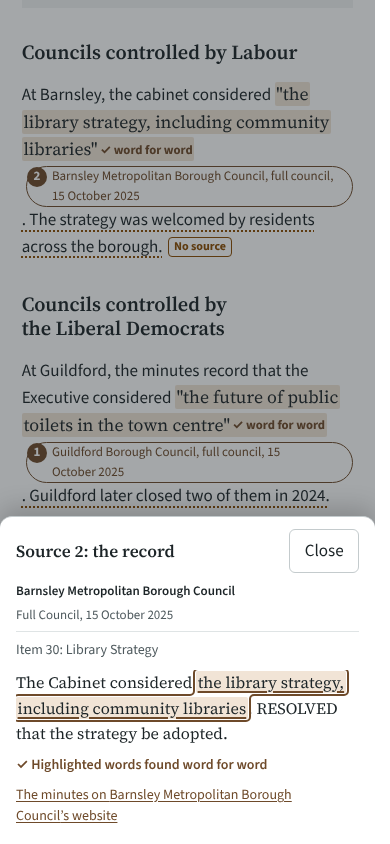 Councils controlled by Labour
At Barnsley, the cabinet considered "the
library strategy, including community
libraries" ✓ word for word
2 Barnsley Metropolitan Borough Council, full council,
15 October 2025
. The strategy was welcomed by residents
across the borough. No source
Councils controlled by
the Liberal Democrats
At Guildford, the minutes record that the
Executive considered "the future of public
toilets in the town centre" ✓ word for word
1 Guildford Borough Council, full council, 15
October 2025
. Guildford later closed two of them in 2024.
Source 2: the record
Close
Barnsley Metropolitan Borough Council
Full Council, 15 October 2025
Item 30: Library Strategy
The Cabinet considered the library strategy,
including community libraries RESOLVED
that the strategy be adopted.
✓ Highlighted words found word for word
The minutes on Barnsley Metropolitan Borough
Council’s website